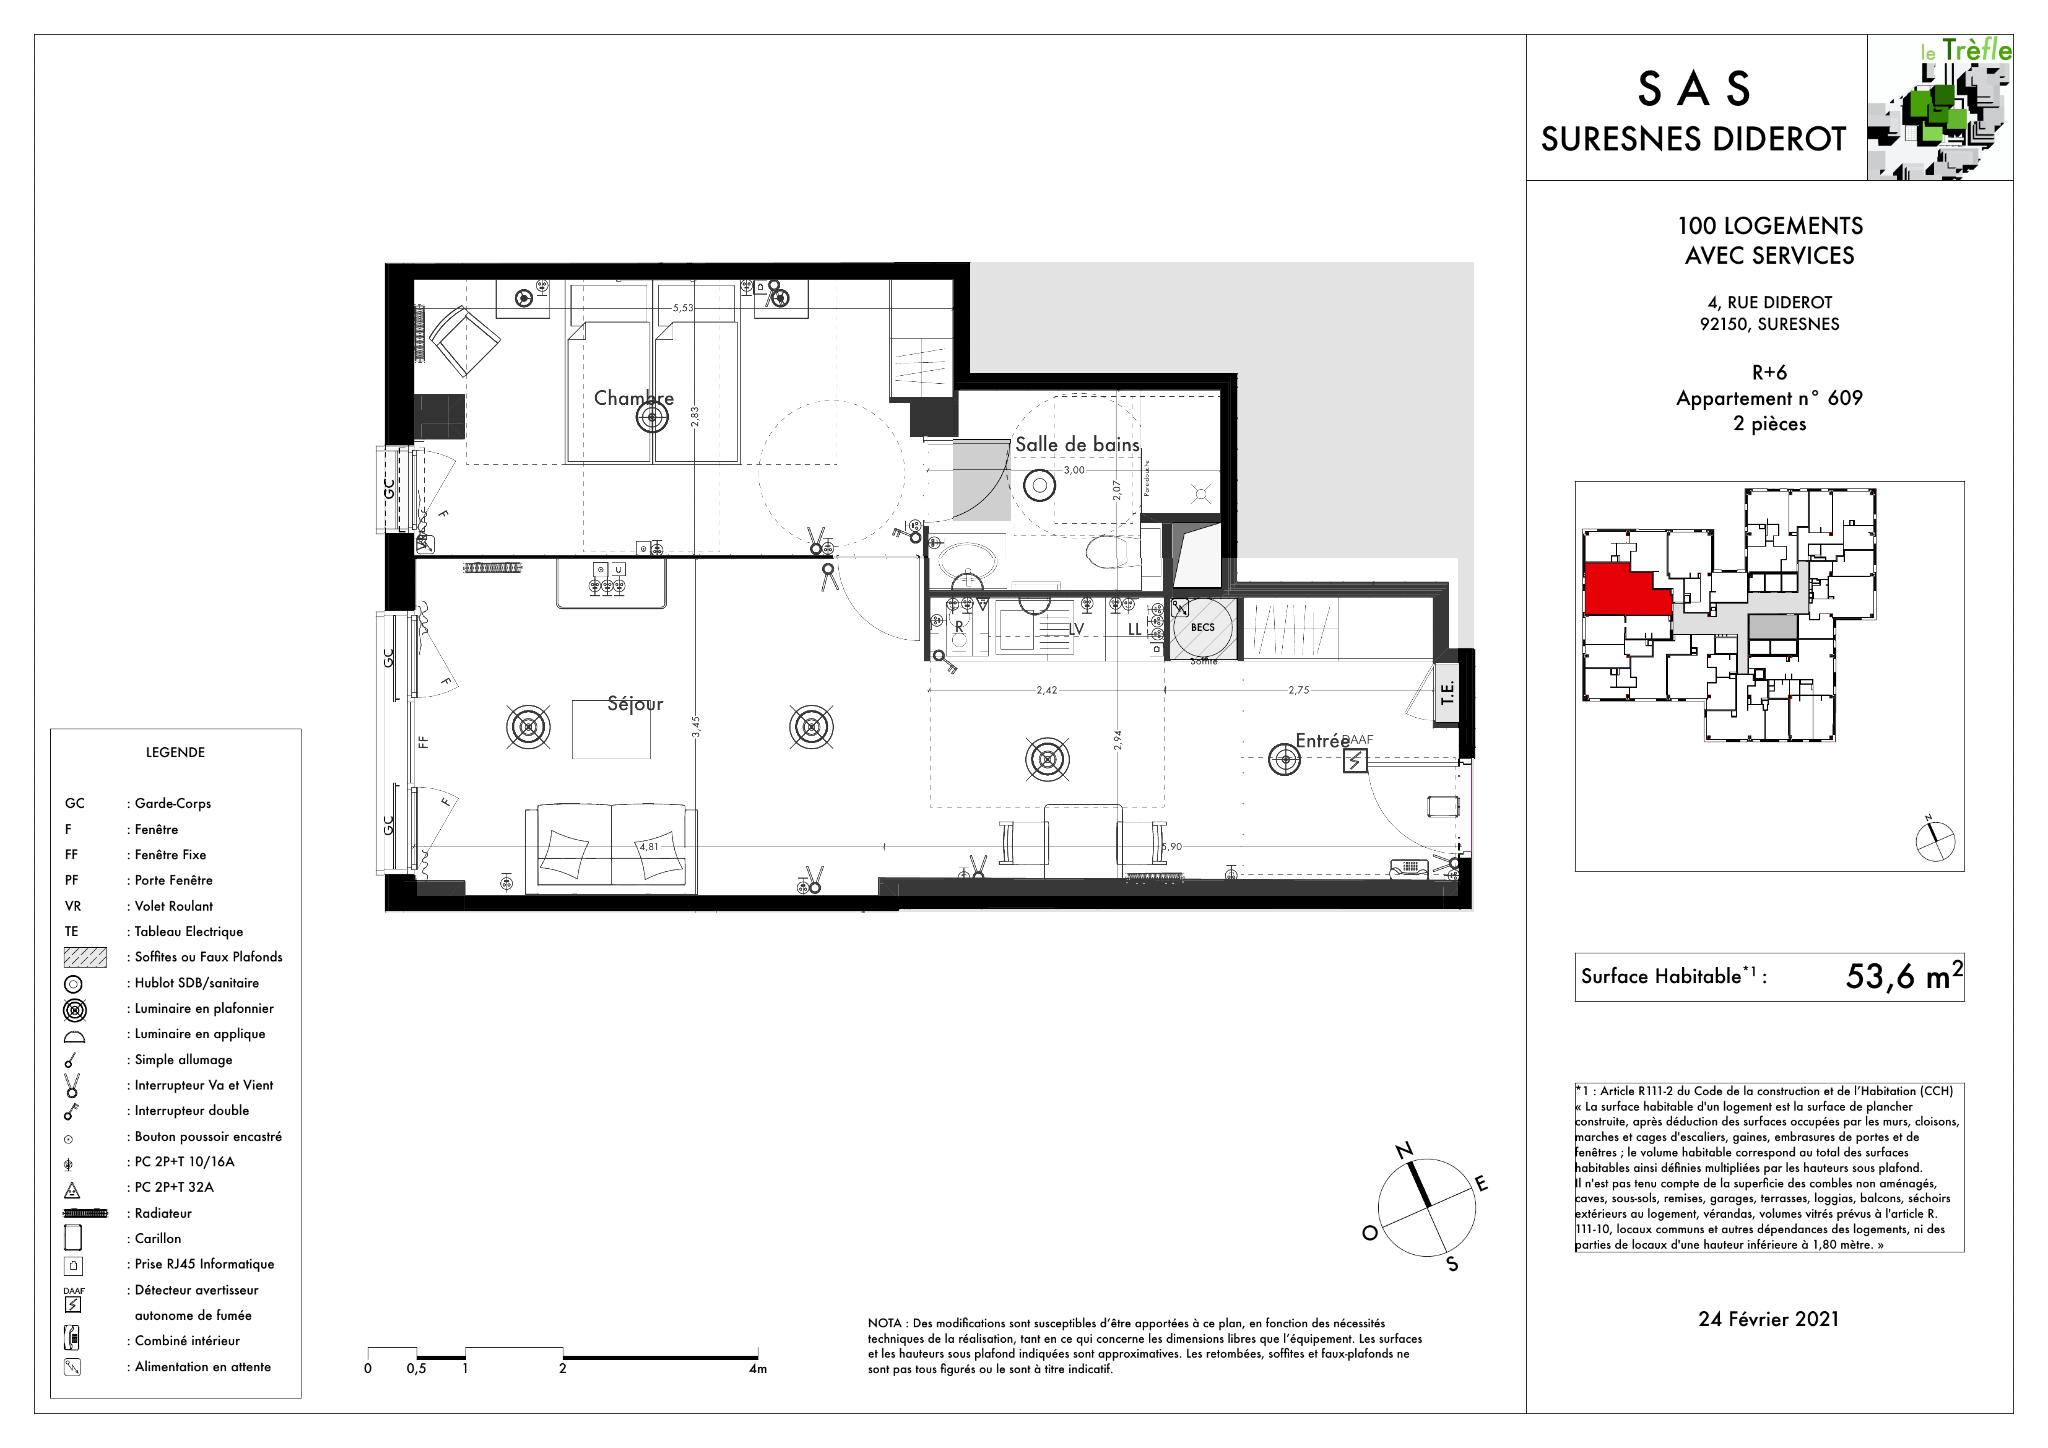 le Trèfle
S A S
SURESNES DIDEROT
100 LOGEMENTS
AVEC SERVICES
4, RUE DIDEROT
92150, SURESNES
R+6
Appartement n° 609
2 pièces
N
Surface Habitable*1 :
53,6 m2
*1 : Article R111-2 du Code de la construction et de l'Habitation (CCH)
« La surface habitable d'un logement est la surface de plancher
construite, après déduction des surfaces occupées par les murs, cloisons,
marches et cages d'escaliers, gaines, embrasures de portes et de
fenêtres ; le volume habitable correspond au total des surfaces
habitables ainsi définies multipliées par les hauteurs sous plafond.
Il n'est pas tenu compte de la superficie des combles non aménagés,
caves, sous-sols, remises, garages, terrasses, loggias, balcons, séchoirs
extérieurs au logement, vérandas, volumes vitrés prévus à l'article R.
111-10, locaux communs et autres dépendances des logements, ni des
parties de locaux d'une hauteur inférieure à 1,80 mètre. »
24 Février 2021
5,53
Chambre
2,83
GC
F
VR
Salle de bains
3,00
2,07
Pare-douche
R
LV
LL
BECS
Soffite
GC
F
Séjour
FF
3,45
2,42
2,75
T.E.
2,94
Entrée
DAAF
F
GC
4,81
5,90
LEGENDE
GC : Garde-Corps
F : Fenêtre
FF : Fenêtre Fixe
PF : Porte Fenêtre
VR : Volet Roulant
TE : Tableau Electrique
: Soffites ou Faux Plafonds
: Hublot SDB/sanitaire
: Luminaire en plafonnier
: Luminaire en applique
: Simple allumage
: Interrupteur Va et Vient
: Interrupteur double
: Bouton poussoir encastré
: PC 2P+T 10/16A
: PC 2P+T 32A
: Radiateur
: Carillon
: Prise RJ45 Informatique
DAAF : Détecteur avertisseur
autonome de fumée
: Combiné intérieur
: Alimentation en attente
0 0,5 1 2 4m
N
E
O
S
NOTA : Des modifications sont susceptibles d'être apportées à ce plan, en fonction des nécessités
techniques de la réalisation, tant en ce qui concerne les dimensions libres que l'équipement. Les surfaces
et les hauteurs sous plafond indiquées sont approximatives. Les retombées, soffites et faux-plafonds ne
sont pas tous figurés ou le sont à titre indicatif.